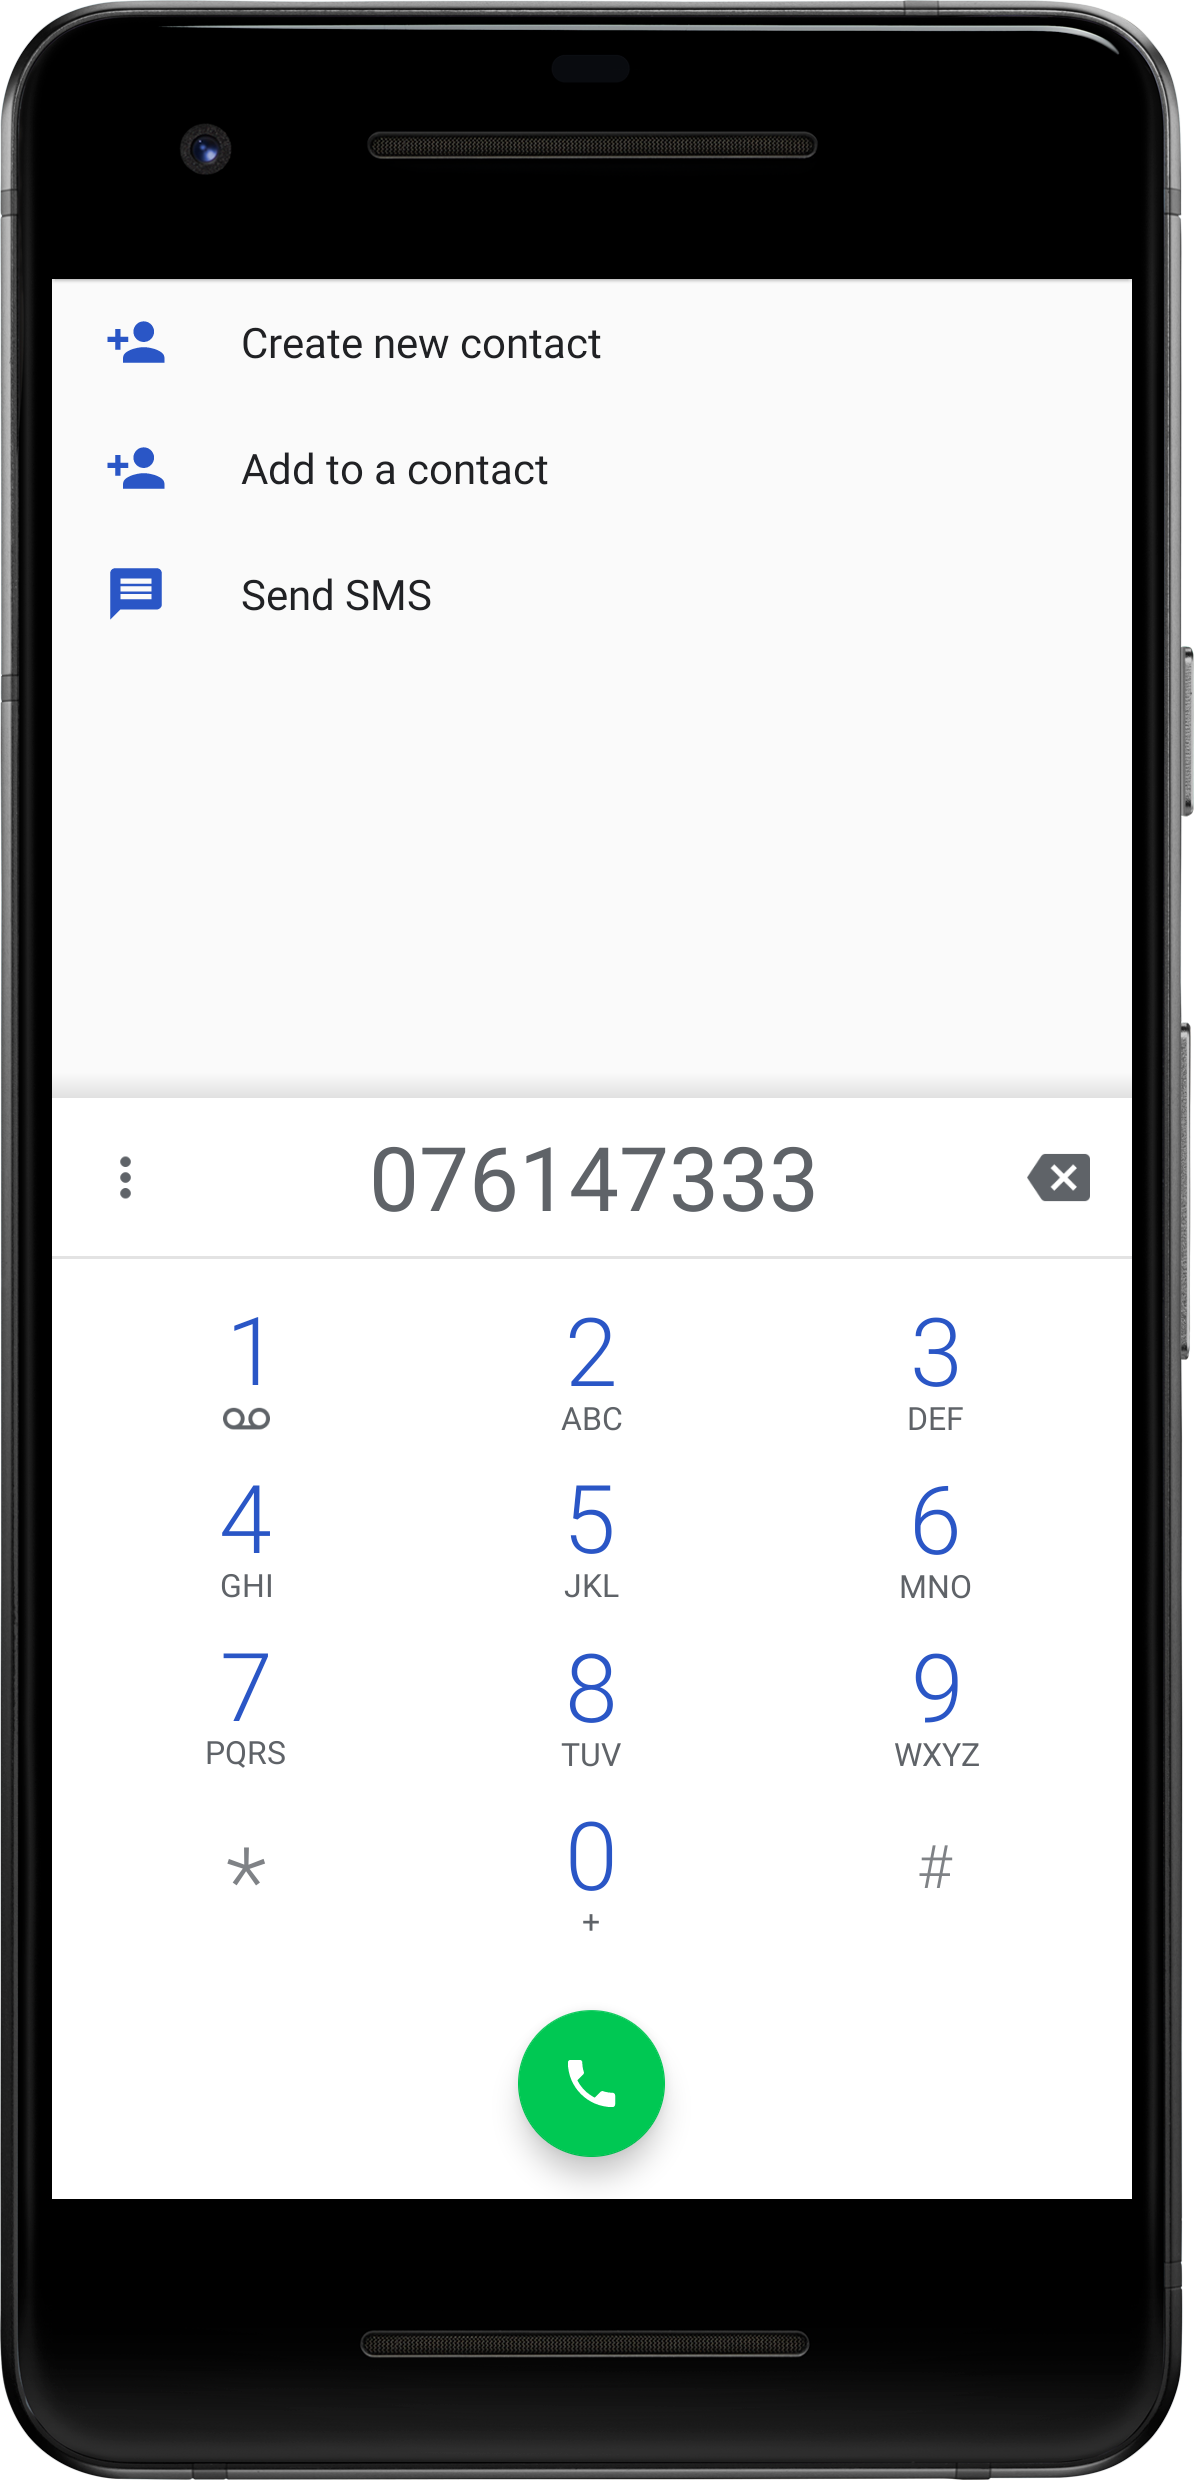 Create new contact
Add to a contact
Send SMS
076147333
1 2 3
ABC DEF
4 5 6
GHI JKL MNO
7 8 9
PQRS TUV WXYZ
* 0 #
+